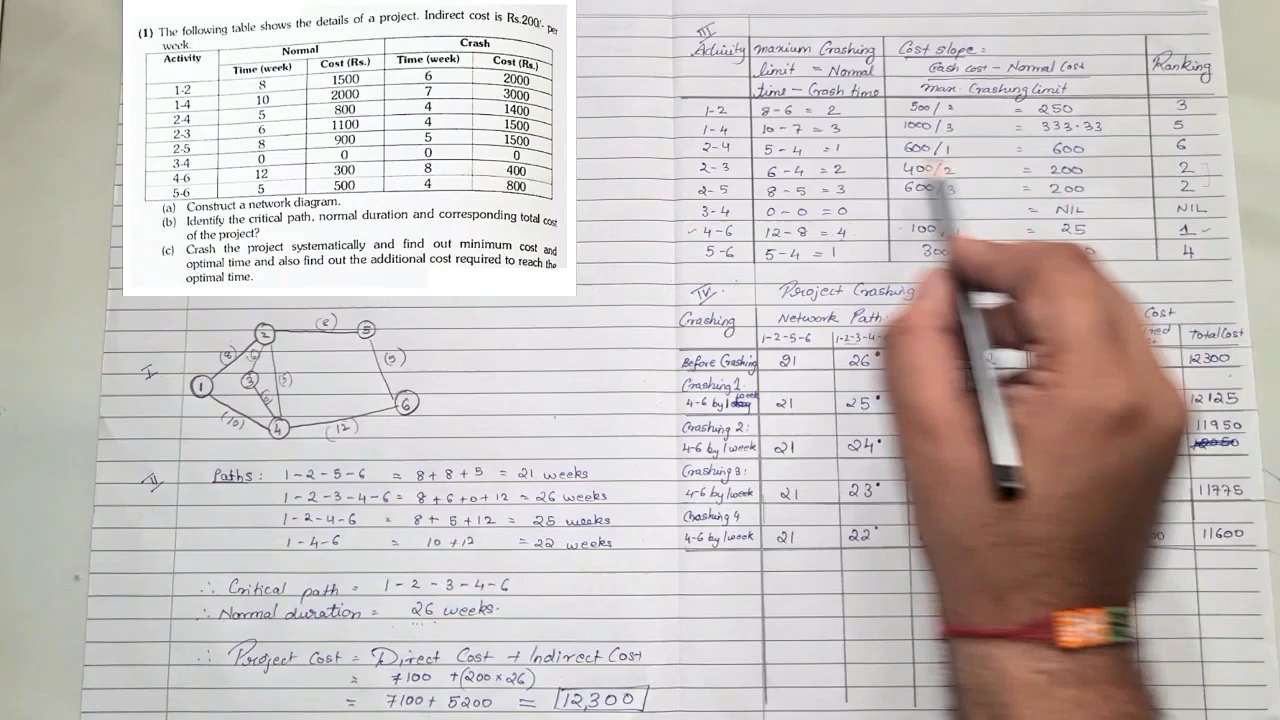 (1) The following table shows the details of a project. Indirect cost is Rs.200/. per
week.
Activity Normal Crash
Time (week) Cost (Rs.) Time (week) Cost (Rs.)
1-2 8 1500 6 2000
1-4 10 2000 7 3000
2-4 5 800 4 1400
2-3 6 1100 4 1500
2-5 8 900 5 1500
3-4 0 0 0 0
4-6 12 300 8 400
5-6 5 500 4 800
(a) Construct a network diagram.
(b) Identify the critical path, normal duration and corresponding total cost
of the project?
(c) Crash the project systematically and find out minimum cost and
optimal time and also find out the additional cost required to reach the
optimal time.
I
1 2 3 4 5 6
(8) (8) (6) (5) (0) (5) (10) (12)
II Paths: 1-2-5-6 = 8+8+5 = 21 weeks
1-2-3-4-6 = 8+6+0+12 = 26 weeks
1-2-4-6 = 8+5+12 = 25 weeks
1-4-6 = 10+12 = 22 weeks
∴ Critical path = 1-2-3-4-6
∴ Normal duration = 26 weeks.
∴ Project Cost = Direct Cost + Indirect Cost
= 7100 +(200×26)
= 7100+5200 = 12,300
III
Activity maxium Crashing limit = Normal time - Crash time Cost slope = Cash cost - Normal Cost max. Crashing limit Ranking
1-2 8-6 = 2 500/2 = 250 3
1-4 10-7 = 3 1000/3 = 333.33 5
2-4 5-4 = 1 600/1 = 600 6
2-3 6-4 = 2 400/2 = 200 2
2-5 8-5 = 3 600/3 = 200 2
3-4 0-0 = 0 = NIL NIL
4-6 12-8 = 4 100 = 25 1
5-6 5-4 = 1 300 4
IV. Project Crashing
Crashing Network Path: Cost
1-2-5-6 1-2-3-4- Total Cost
Before Crashing 21 26 12300
Crashing 1.
4-6 by 1 week 21 25 12125
Crashing 2: 11950
4-6 by 1 week 21 24
Crashing 3:
4-6 by 1 week 21 23 11775
Crashing 4
4-6 by 1 week 21 22 11600